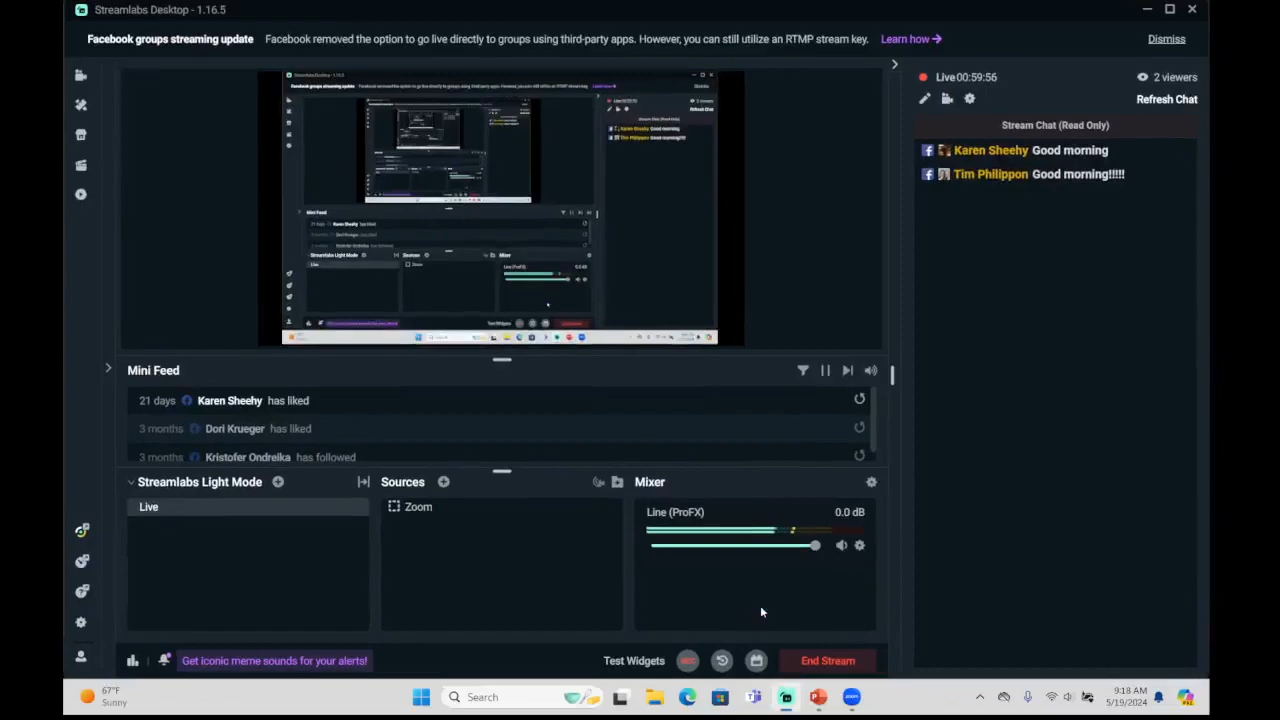 Streamlabs Desktop - 1.16.5
Facebook groups streaming update Facebook removed the option to go live directly to groups using third-party apps. However, you can still utilize an RTMP stream key. Learn how → Dismiss
Live 00:59:56 2 viewers
Refresh Chat
Stream Chat (Read Only)
Karen Sheehy Good morning
Tim Philippon Good morning!!!!!
Mini Feed
21 days Karen Sheehy has liked
3 months Dori Krueger has liked
3 months Kristofer Ondreika has followed
Streamlabs Light Mode Sources Mixer
Live
Zoom
Line (ProFX) 0.0 dB
Get iconic meme sounds for your alerts! Test Widgets REC End Stream
67°F
Sunny
Search
9:18 AM
5/19/2024